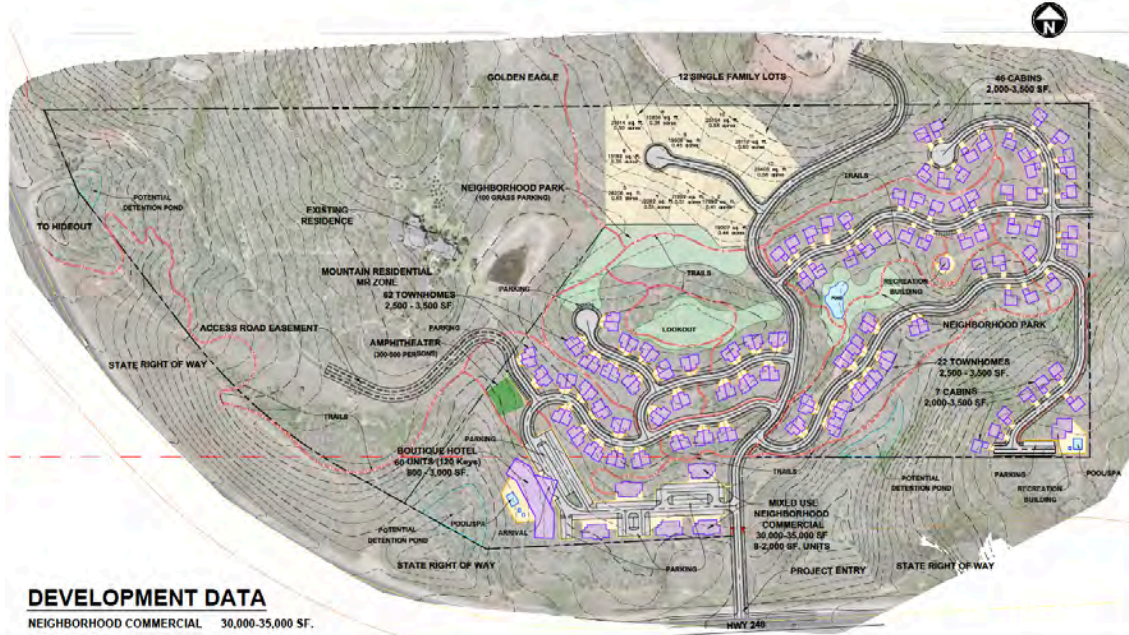 N
GOLDEN EAGLE
12 SINGLE FAMILY LOTS
46 CABINS
2,000-3,500 SF.
TRAILS
NEIGHBORHOOD PARK
(100 GRASS PARKING)
POTENTIAL
DETENTION POND
EXISTING
RESIDENCE
TO HIDEOUT
MOUNTAIN RESIDENTIAL
MR ZONE
62 TOWNHOMES
2,500 - 3,500 SF.
TRAILS
PARKING
RECREATION
BUILDING
POND
LOOKOUT
NEIGHBORHOOD PARK
ACCESS ROAD EASEMENT
PARKING
AMPHITHEATER
STATE RIGHT OF WAY
22 TOWNHOMES
2,500 - 3,500 SF.
7 CABINS
2,000-3,500 SF.
TRAILS
PARKING
BOUTIQUE HOTEL
60 UNITS (120 Keys)
800 - 3,000 SF.
TRAILS
POTENTIAL
DETENTION POND
PARKING
RECREATION
BUILDING
POOL/SPA
MIXED USE
NEIGHBORHOOD
COMMERCIAL
30,000-35,000 SF
8-2,000 SF. UNITS
POOL/SPA
POTENTIAL
DETENTION POND
ARRIVAL
STATE RIGHT OF WAY
PARKING
PROJECT ENTRY
STATE RIGHT OF WAY
HWY 248
DEVELOPMENT DATA
NEIGHBORHOOD COMMERCIAL 30,000-35,000 SF.